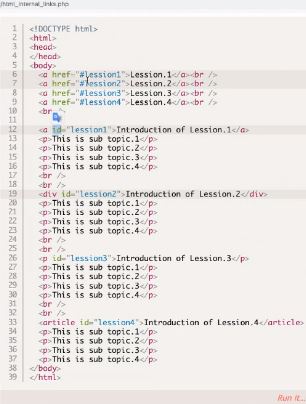 /html_internal_links.php
1 <!DOCTYPE html>
2 <html>
3 <head>
4 </head>
5 <body>
6 <a href="#lession1">Lession.1</a><br />
7 <a href="#lession2">Lession.2</a><br />
8 <a href="#lession3">Lession.3</a><br />
9 <a href="#lession4">Lession.4</a><br />
10 <br />
11
12 <a id="lession1">Introduction of Lession.1</a>
13 <p>This is sub topic.1</p>
14 <p>This is sub topic.2</p>
15 <p>This is sub topic.3</p>
16 <p>This is sub topic.4</p>
17 <br />
18 <br />
19 <div id="lession2">Introduction of Lession.2</div>
20 <p>This is sub topic.1</p>
21 <p>This is sub topic.2</p>
22 <p>This is sub topic.3</p>
23 <p>This is sub topic.4</p>
24 <br />
25 <br />
26 <p id="lession3">Introduction of Lession.3</p>
27 <p>This is sub topic.1</p>
28 <p>This is sub topic.2</p>
29 <p>This is sub topic.3</p>
30 <p>This is sub topic.4</p>
31 <br />
32 <br />
33 <article id="lession4">Introduction of Lession.4</article>
34 <p>This is sub topic.1</p>
35 <p>This is sub topic.2</p>
36 <p>This is sub topic.3</p>
37 <p>This is sub topic.4</p>
38 </body>
39 </html>
Run it...